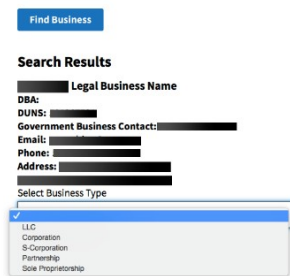 Find Business
Search Results
Legal Business Name
DBA:
DUNS:
Government Business Contact:
Email:
Phone:
Address:
Select Business Type
LLC
Corporation
S-Corporation
Partnership
Sole Proprietorship